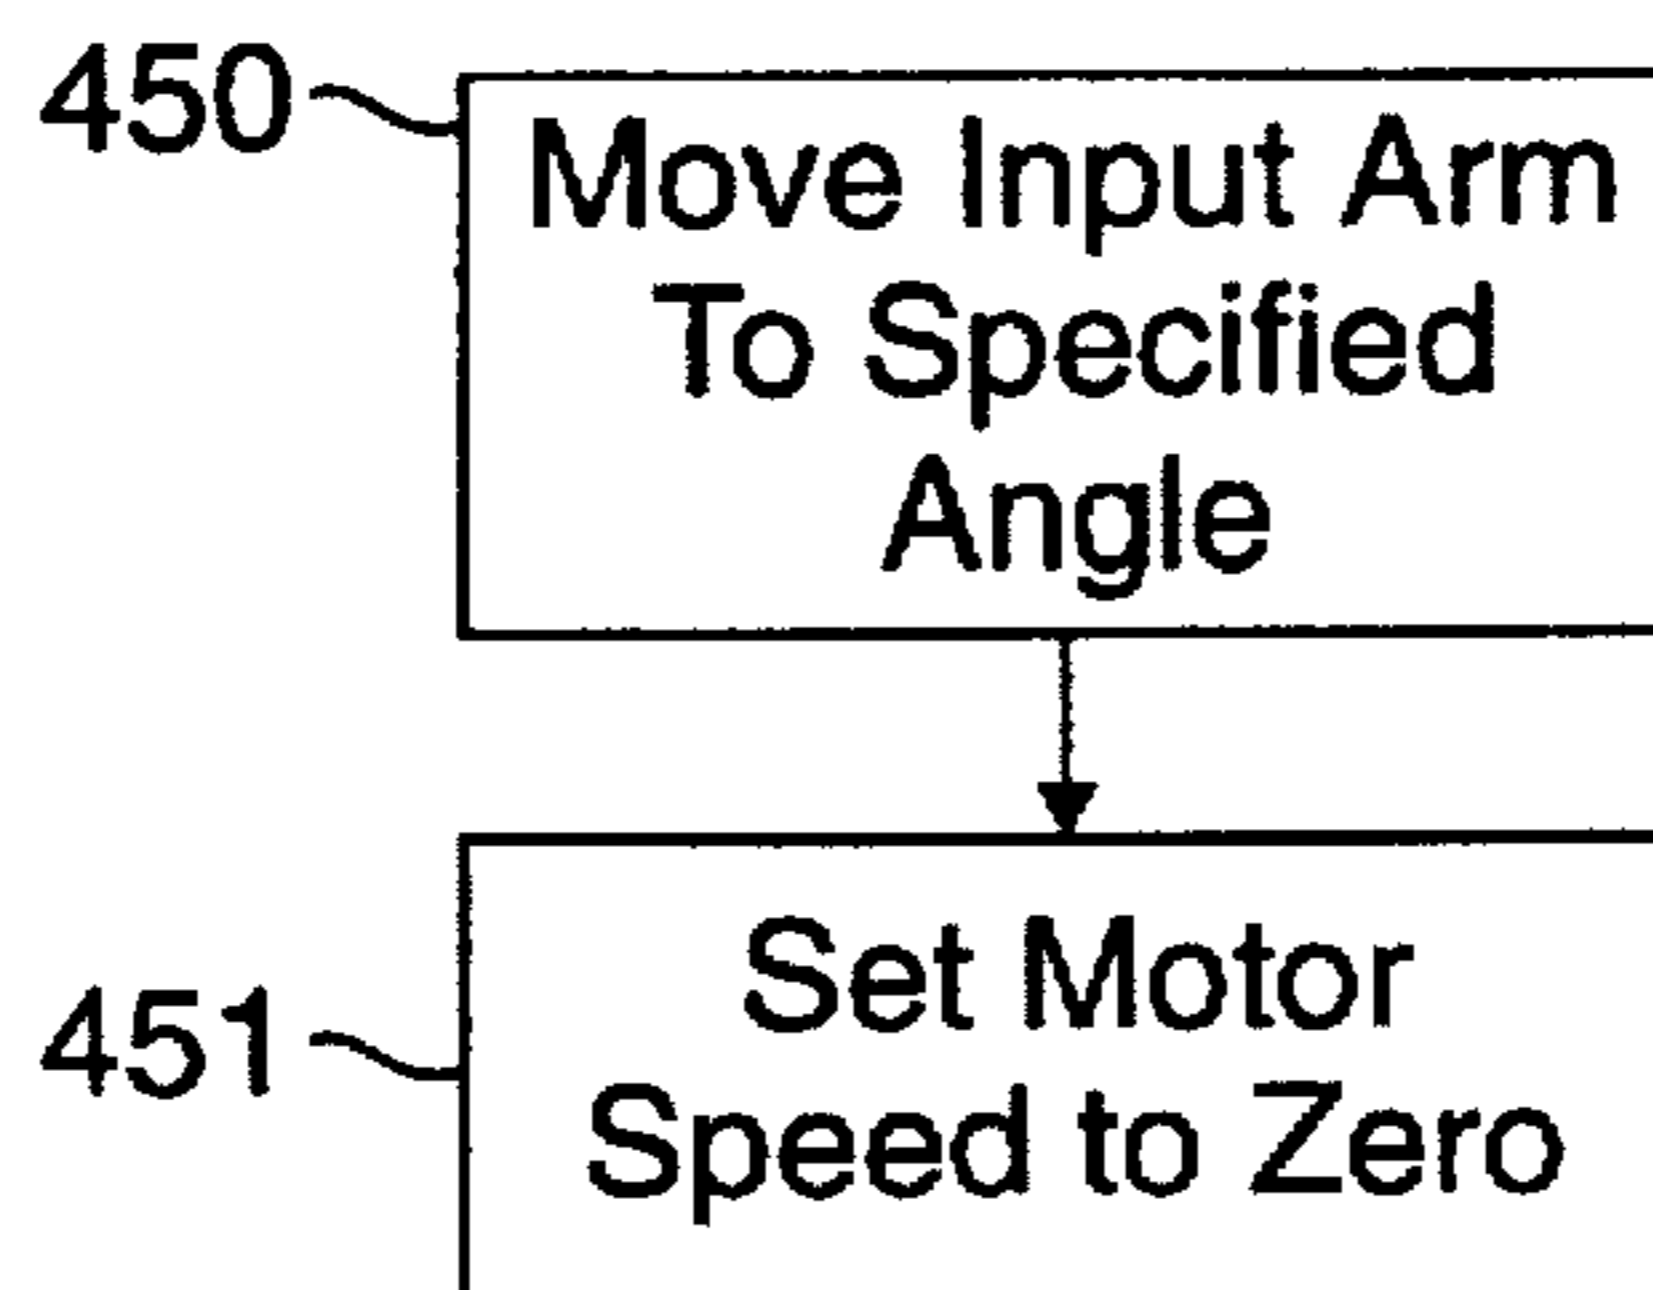 450
Move Input Arm
To Specified
Angle
451
Set Motor
Speed to Zero